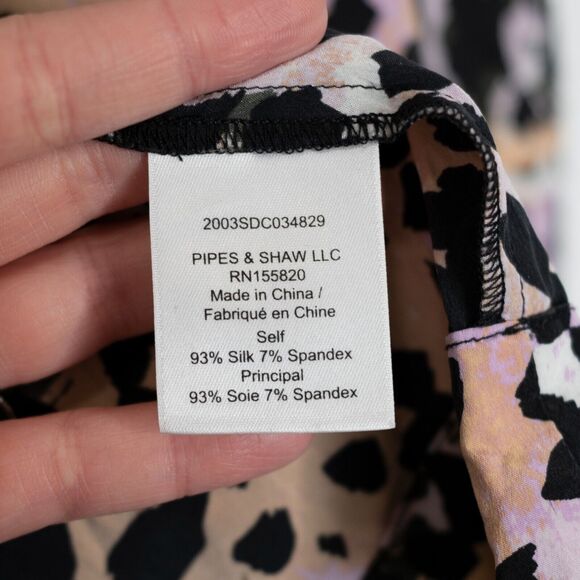 2003SDC034829
PIPES & SHAW LLC
RN155820
Made in China /
Fabriqué en Chine
Self
93% Silk 7% Spandex
Principal
93% Soie 7% Spandex